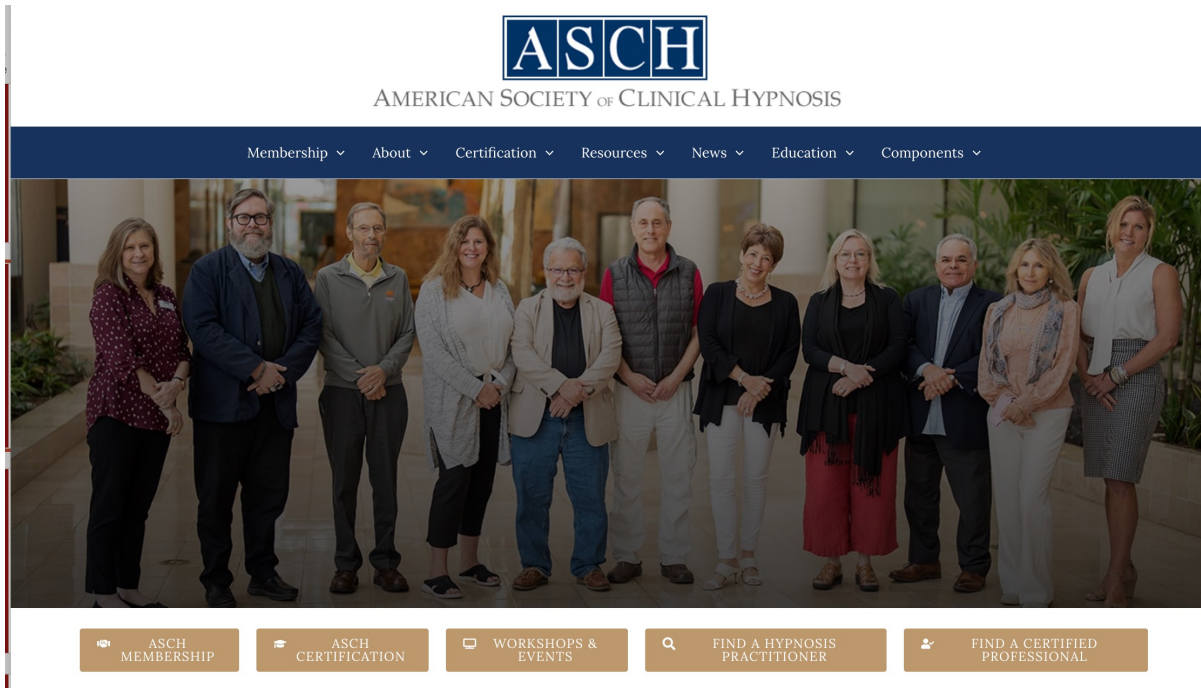 ASCH
AMERICAN SOCIETY OF CLINICAL HYPNOSIS
Membership About Certification Resources News Education Components
ASCH
MEMBERSHIP
ASCH
CERTIFICATION
WORKSHOPS &
EVENTS
FIND A HYPNOSIS
PRACTITIONER
FIND A CERTIFIED
PROFESSIONAL